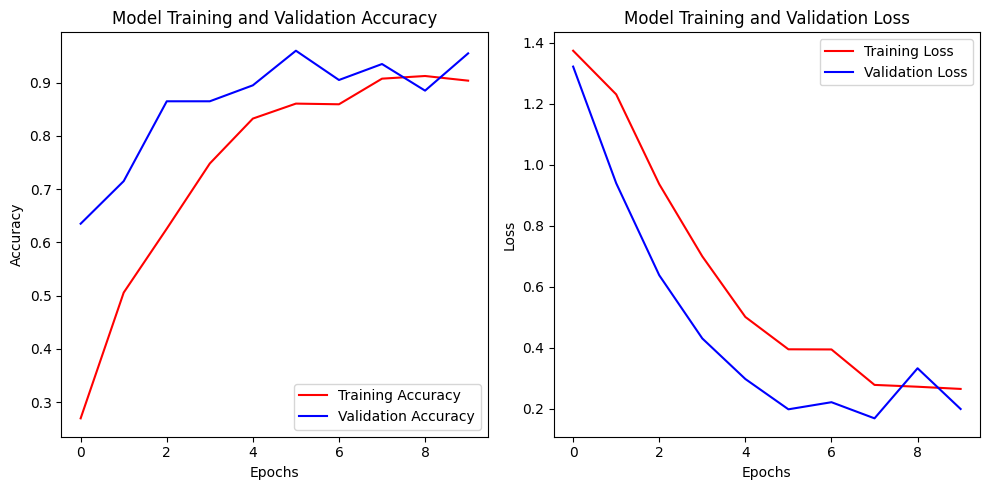 Model Training and Validation Accuracy
Accuracy
0.9
0.8
0.7
0.6
0.5
0.4
0.3
Training Accuracy
Validation Accuracy
0 2 4 6 8
Epochs
Model Training and Validation Loss
Loss
1.4
1.2
1.0
0.8
0.6
0.4
0.2
Training Loss
Validation Loss
0 2 4 6 8
Epochs